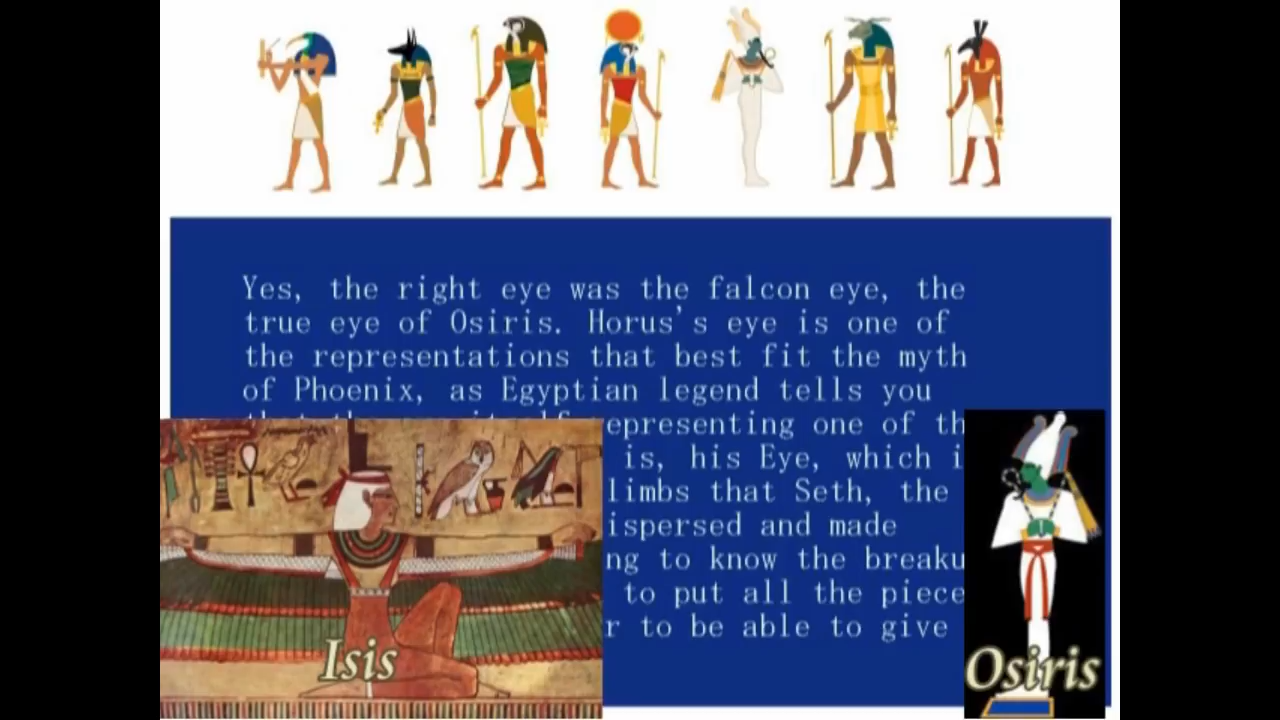 Yes, the right eye was the falcon eye, the
true eye of Osiris. Horus's eye is one of
the representations that best fit the myth
of Phoenix, as Egyptian legend tells you
representing one of th
is, his Eye, which i
limbs that Seth, the
ispersed and made
ng to know the breaku
to put all the piece
r to be able to give
Isis
Osiris